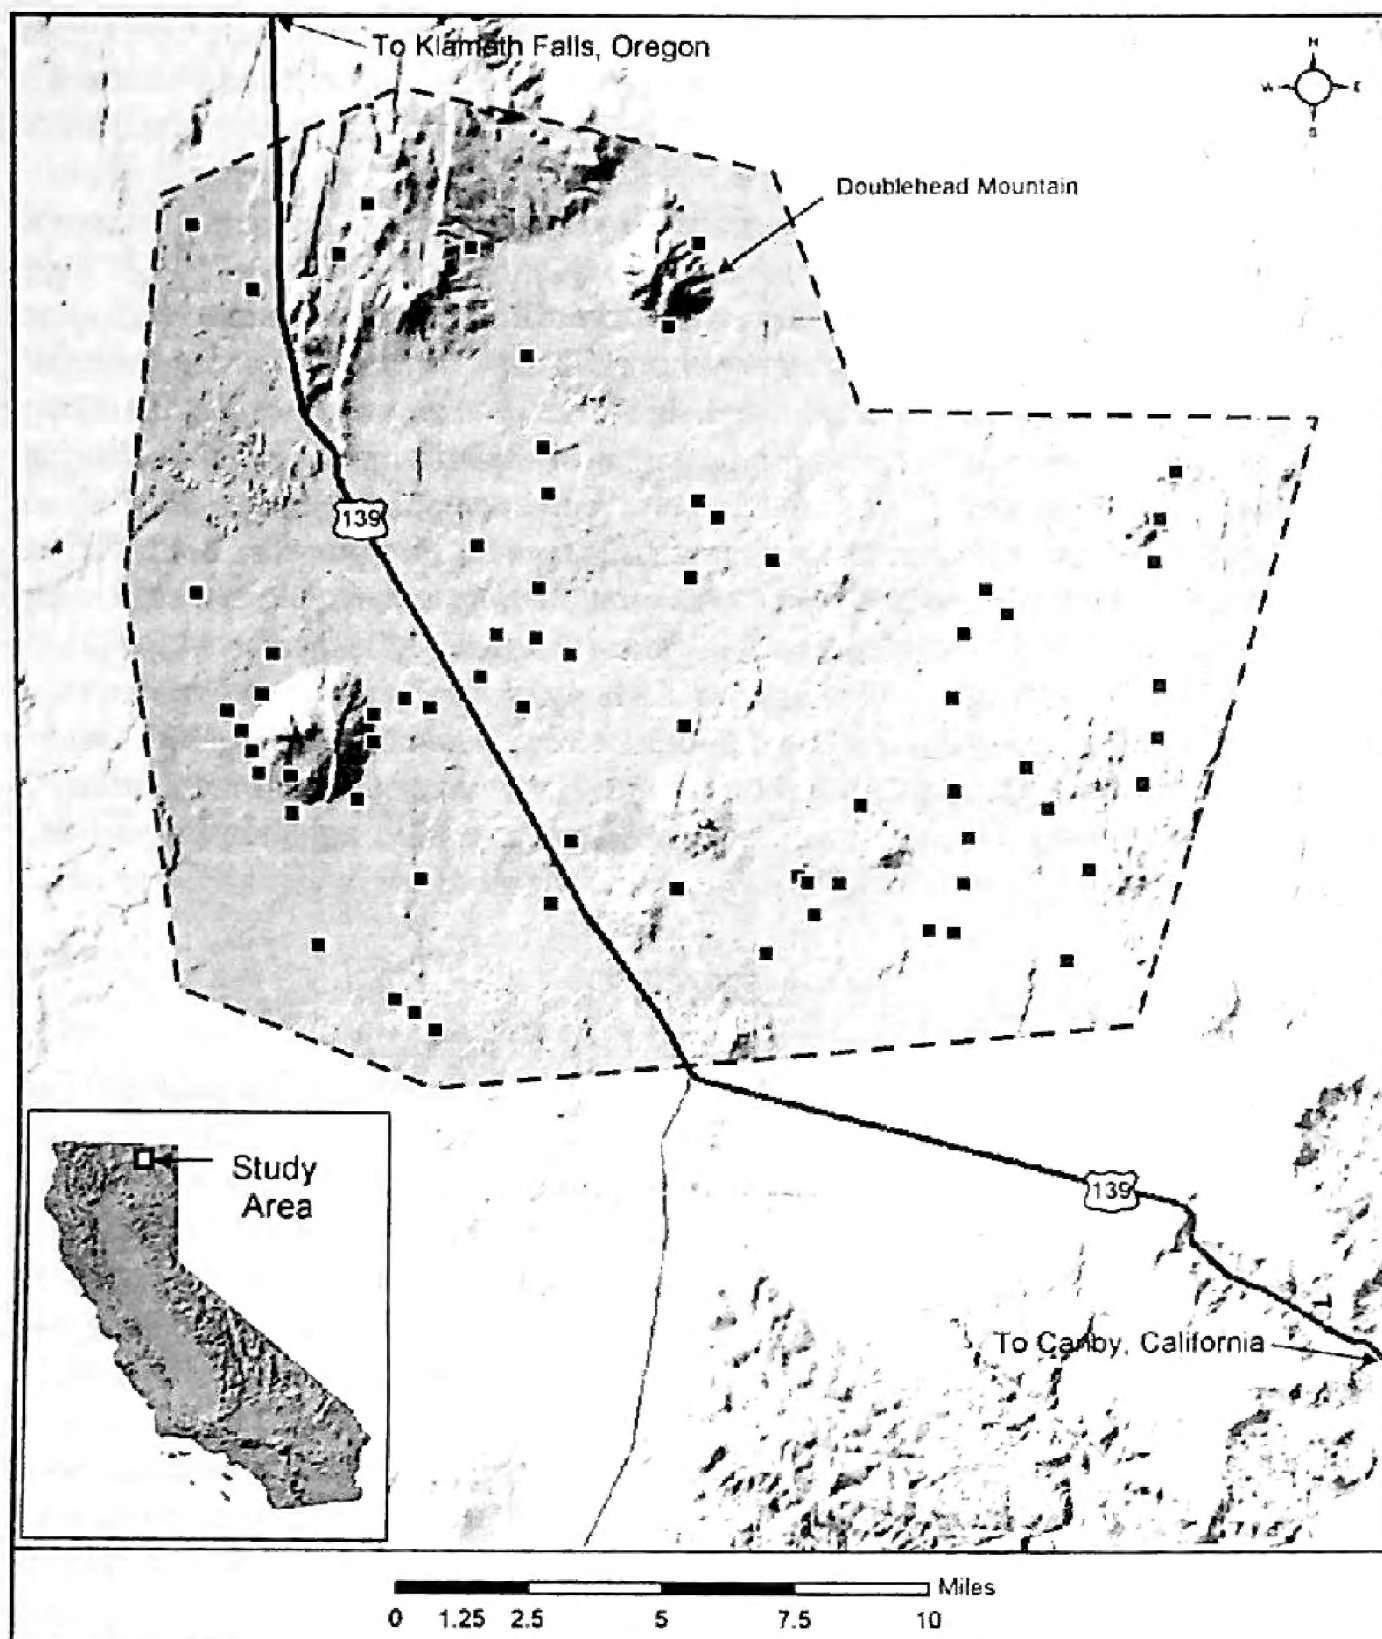 To Klamath Falls, Oregon
N
W
E
S
Doublehead Mountain
139
Study
Area
139
To Canby, California
Miles
0 1.25 2.5 5 7.5 10